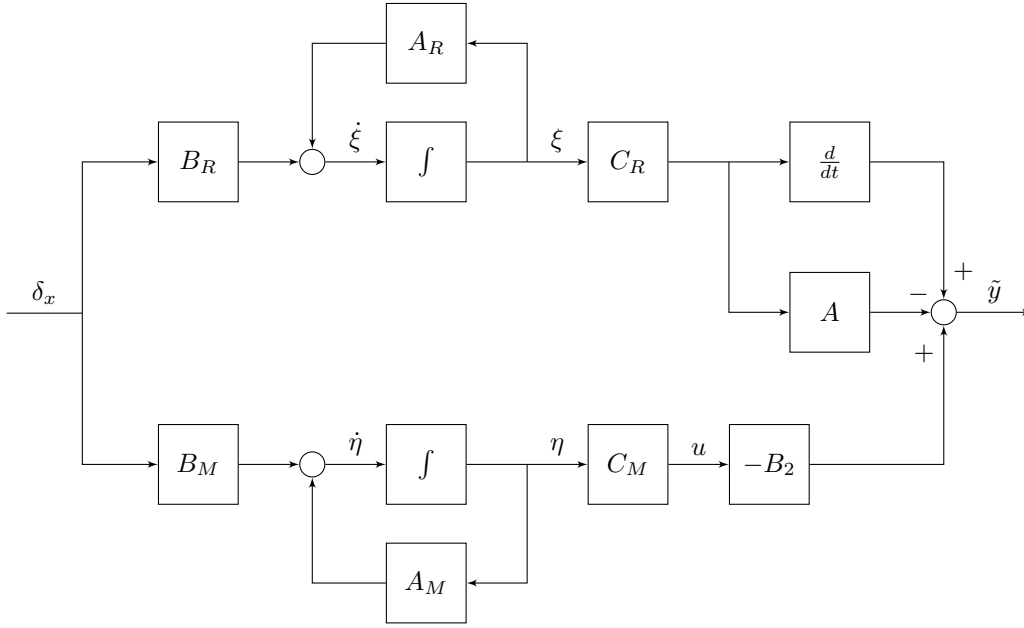 A_R
B_R
ξ̇
∫
ξ
C_R
d/dt
+
δ_x
A
−
ỹ
+
B_M
η̇
∫
η
C_M
u
−B_2
A_M